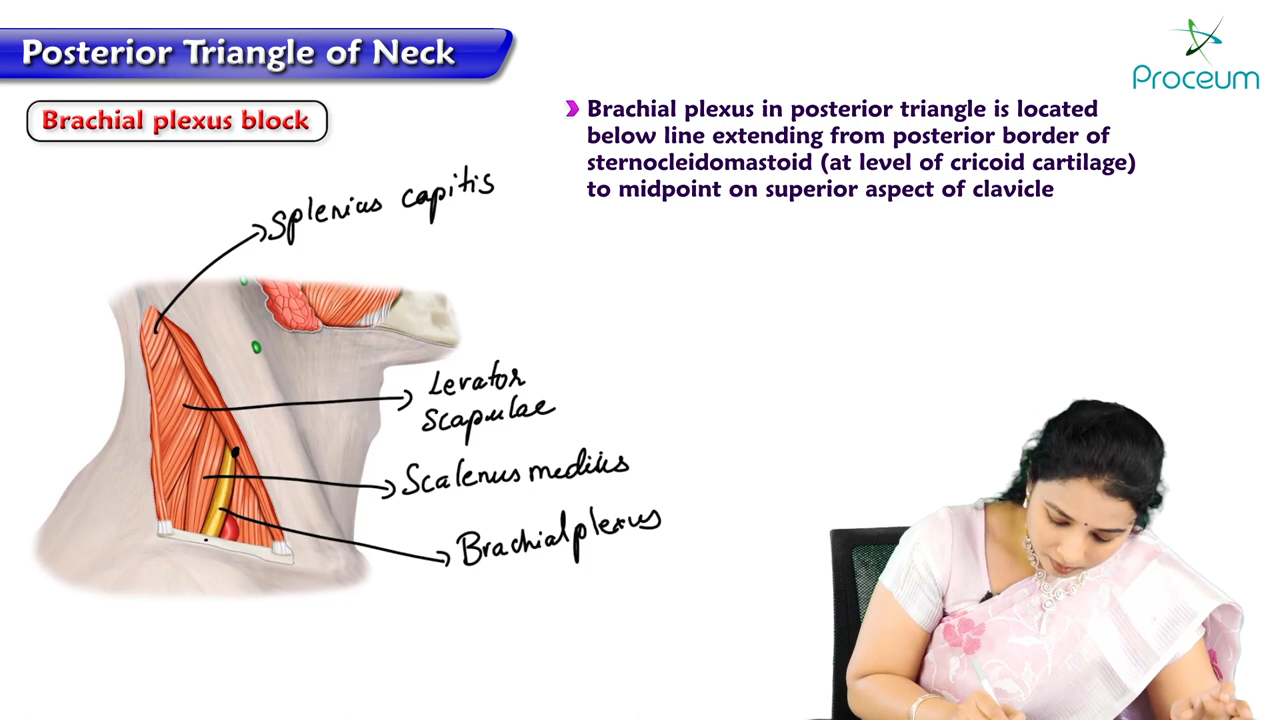 Posterior Triangle of Neck
Proceum
Brachial plexus block
Brachial plexus in posterior triangle is located
below line extending from posterior border of
sternocleidomastoid (at level of cricoid cartilage)
to midpoint on superior aspect of clavicle
Splenius capitis
Levator
scapulae
Scalenus medius
Brachial plexus